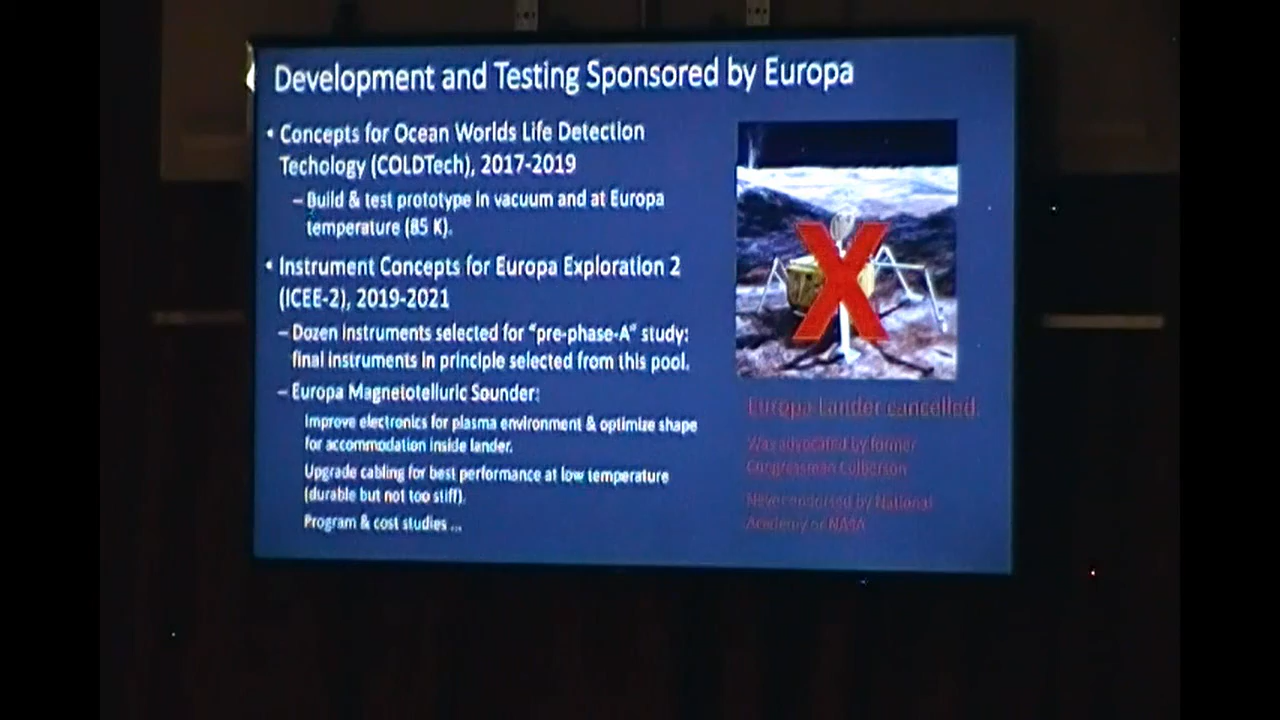 Development and Testing Sponsored by Europa
• Concepts for Ocean Worlds Life Detection
Techology (COLDTech), 2017-2019
– Build & test prototype in vacuum and at Europa
temperature (85 K).
• Instrument Concepts for Europa Exploration 2
(ICEE-2), 2019-2021
– Dozen instruments selected for “pre-phase-A” study:
final instruments in principle selected from this pool.
– Europa Magnetotelluric Sounder:
Improve electronics for plasma environment & optimize shape
for accommodation inside lander.
Upgrade cabling for best performance at low temperature
(durable but not too stiff).
Program & cost studies ...
X
Europa Lander cancelled.
Was advocated by former
Congressman Culberson
Never endorsed by National
Academy or NASA